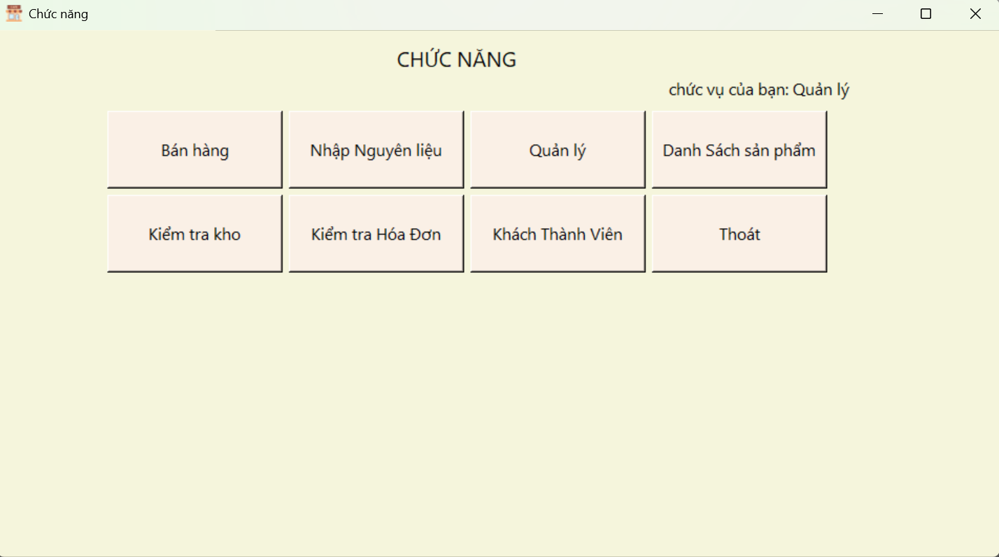 Chức năng
CHỨC NĂNG
chức vụ của bạn: Quản lý
Bán hàng
Nhập Nguyên liệu
Quản lý
Danh Sách sản phẩm
Kiểm tra kho
Kiểm tra Hóa Đơn
Khách Thành Viên
Thoát